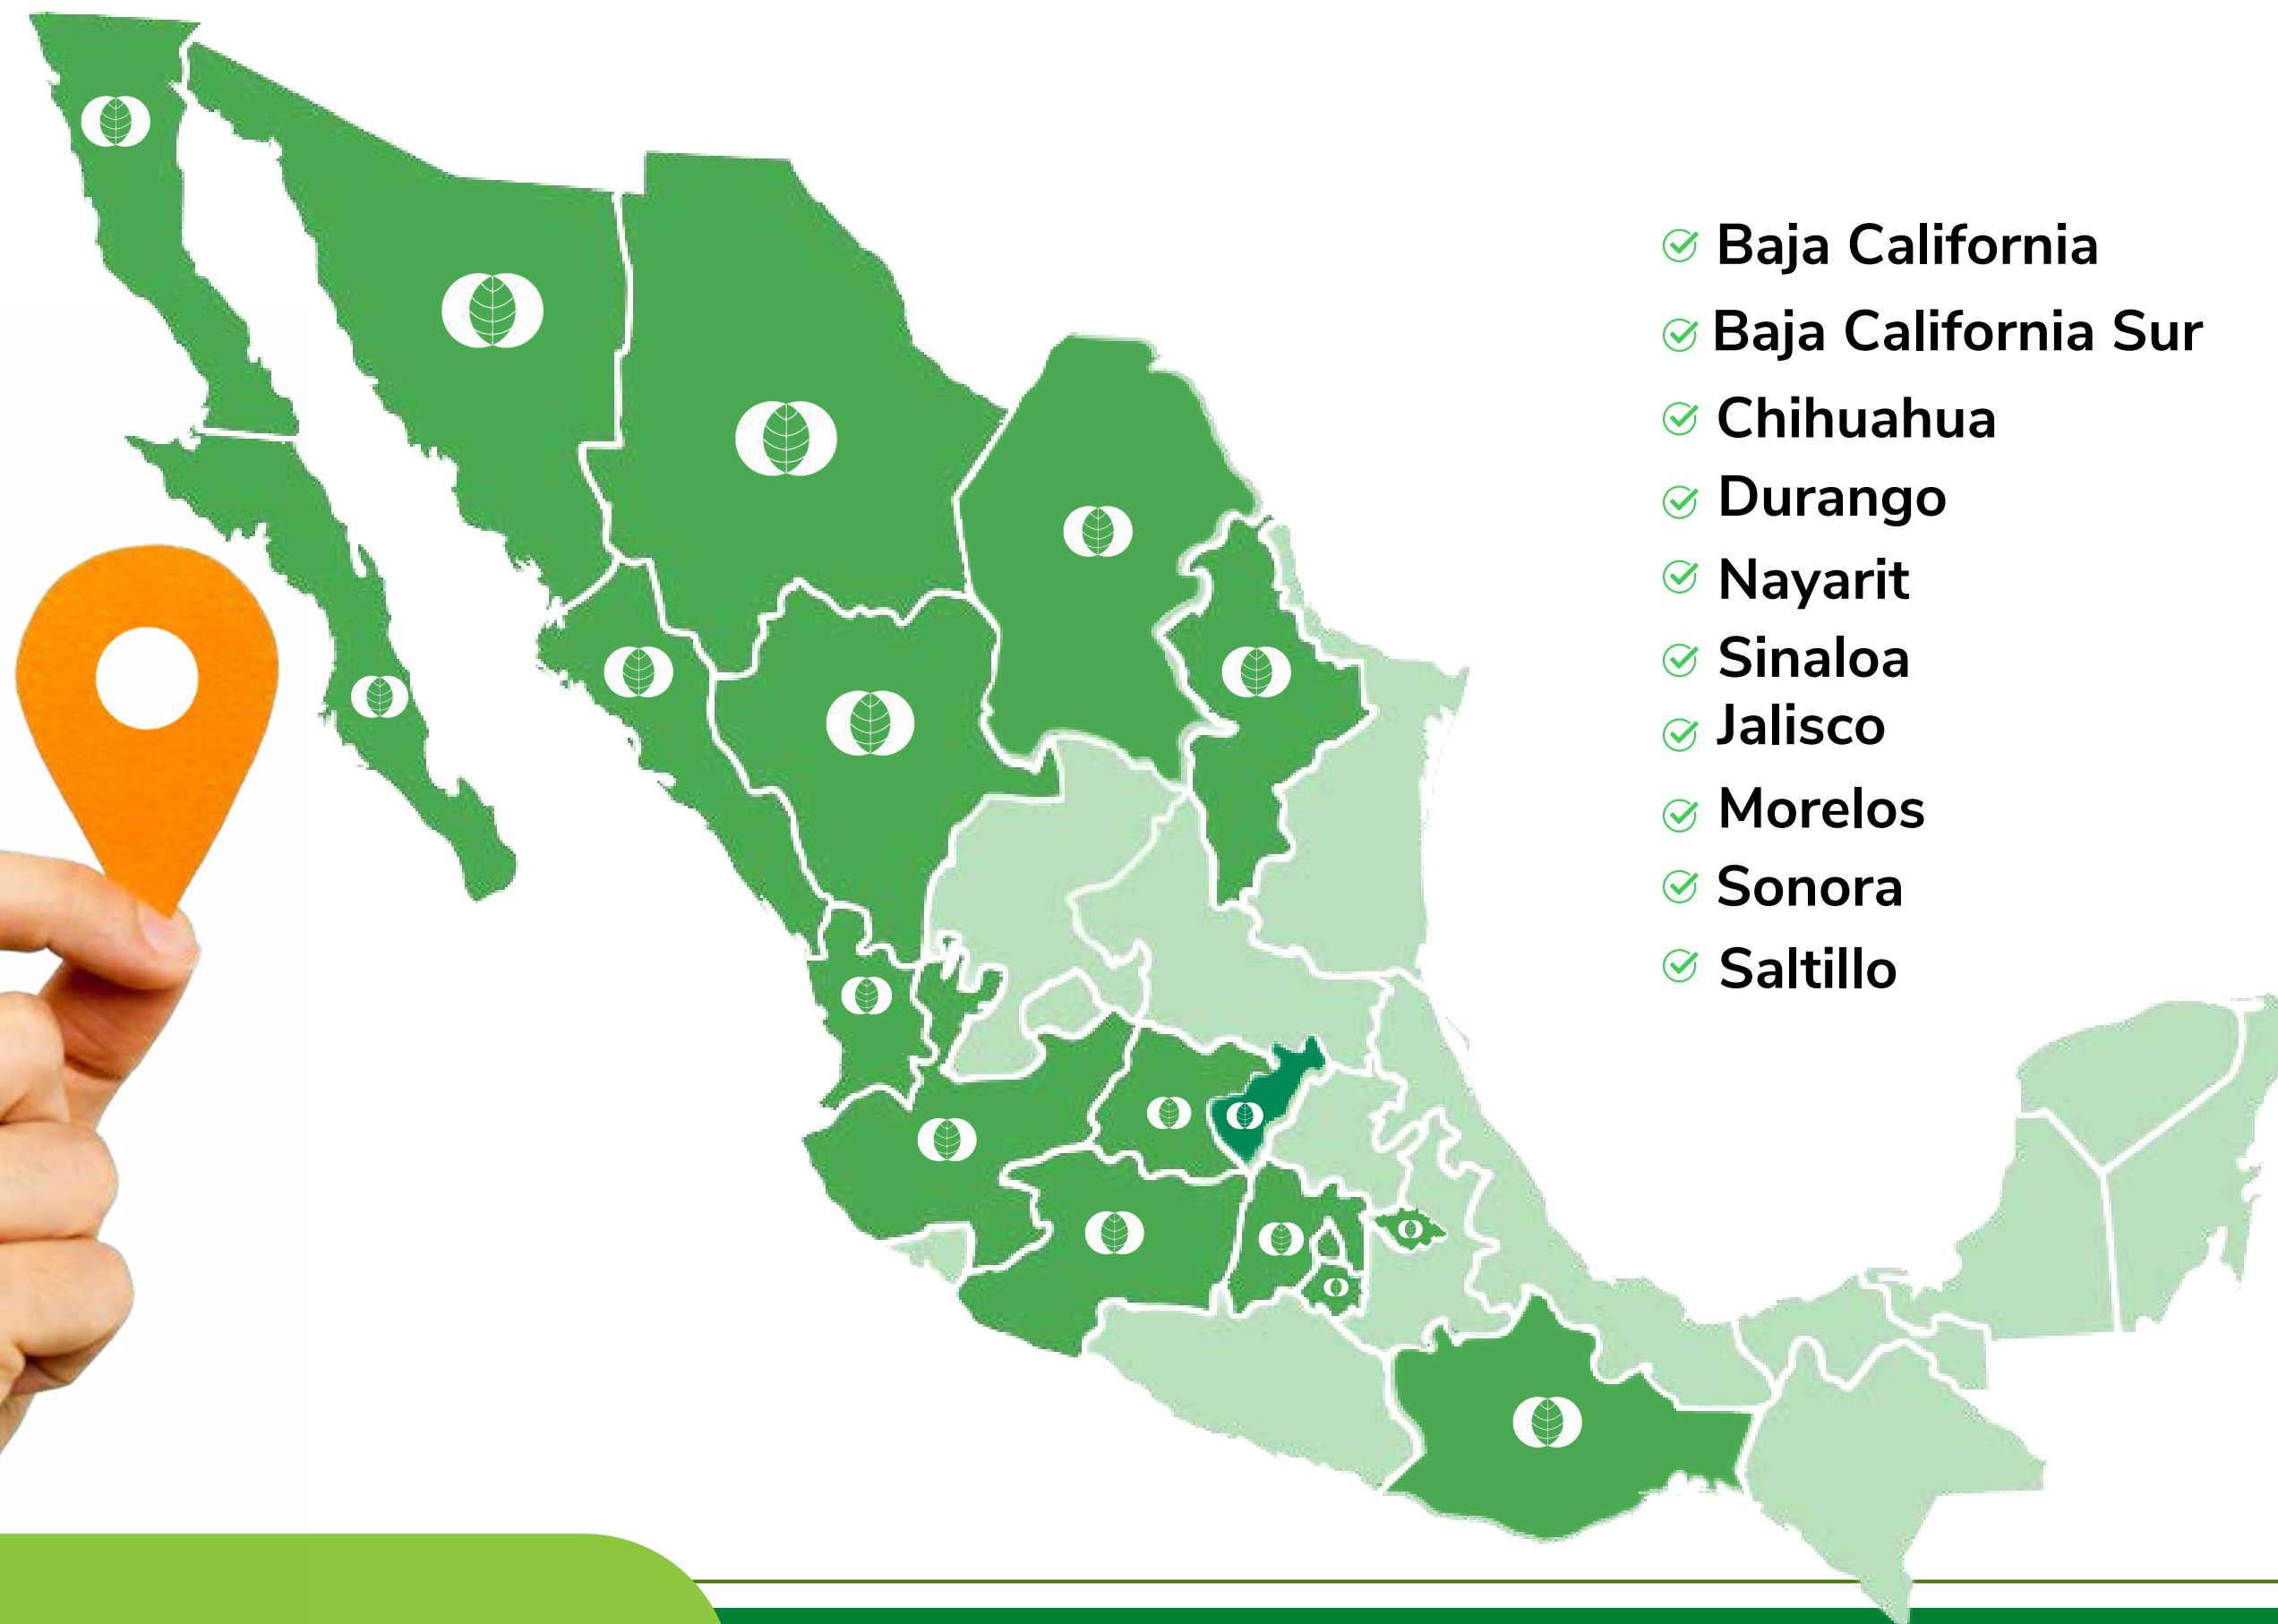 Baja California
Baja California Sur
Chihuahua
Durango
Nayarit
Sinaloa
Jalisco
Morelos
Sonora
Saltillo